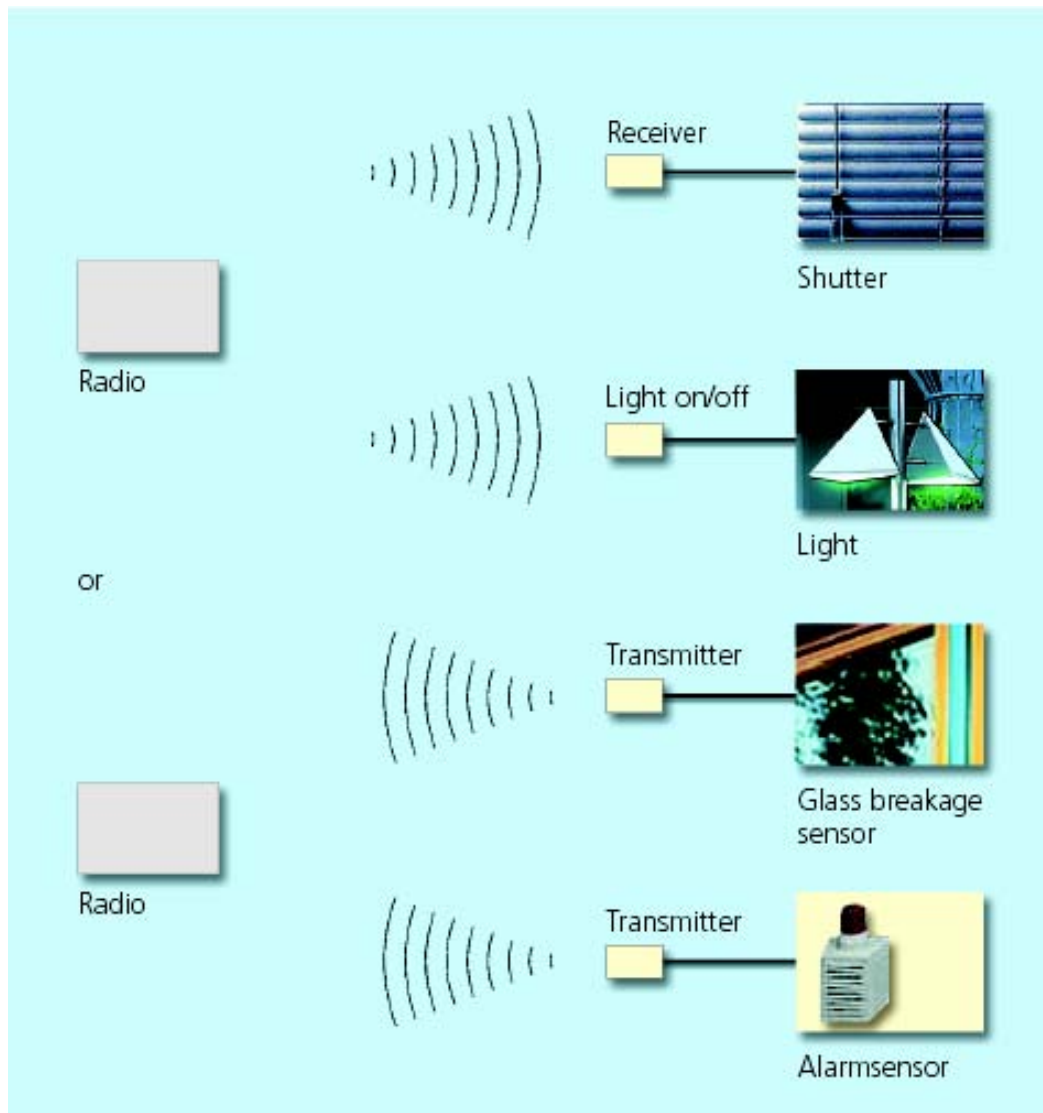 Receiver
Shutter
Radio
Light on/off
Light
or
Transmitter
Glass breakage
sensor
Radio
Transmitter
Alarmsensor